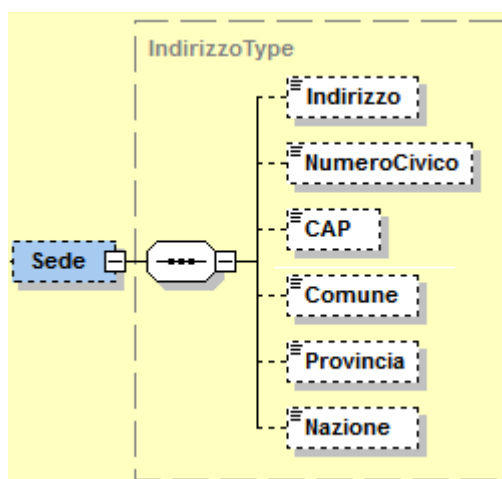 IndirizzoType
Indirizzo
NumeroCivico
CAP
Sede
Comune
Provincia
Nazione